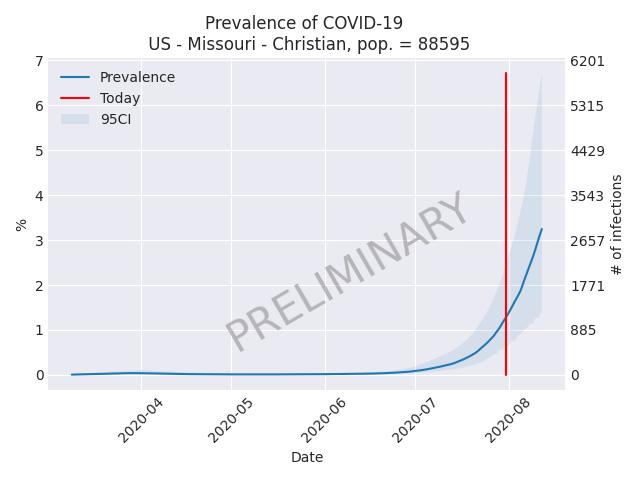 Prevalence of COVID-19
US - Missouri - Christian, pop. = 88595
Prevalence
Today
95CI
7
6
5
4
3
2
1
0
%
6201
5315
4429
3543
2657
1771
885
0
# of infections
PRELIMINARY
2020-04
2020-05
2020-06
2020-07
2020-08
Date